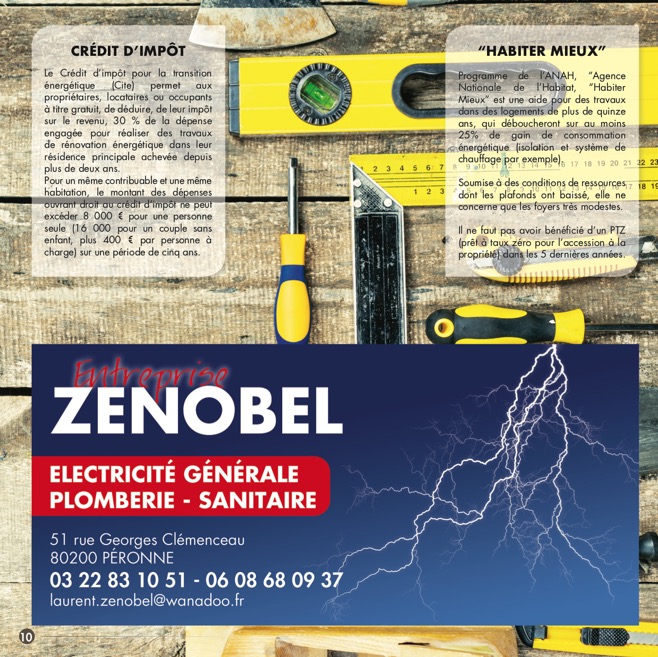 CRÉDIT D'IMPÔT
Le Crédit d'impôt pour la transition
énergétique (Cite) permet aux
propriétaires, locataires ou occupants
à titre gratuit, de déduire, de leur impôt
sur le revenu, 30 % de la dépense
engagée pour réaliser des travaux
de rénovation énergétique dans leur
résidence principale achevée depuis
plus de deux ans.
Pour un même contribuable et une même
habitation, le montant des dépenses
ouvrant droit au crédit d'impôt ne peut
excéder 8 000 € pour une personne
seule (16 000 pour un couple sans
enfant, plus 400 € par personne à
charge) sur une période de cinq ans.
"HABITER MIEUX"
Programme de l'ANAH, "Agence
Nationale de l'Habitat, "Habiter
Mieux" est une aide pour des travaux
dans des logements de plus de quinze
ans, qui déboucheront sur au moins
25% de gain de consommation
énergétique (isolation et système de
chauffage par exemple).
Soumise à des conditions de ressources
dont les plafonds ont baissé, elle ne
concerne que les foyers très modestes.
Il ne faut pas avoir bénéficié d'un PTZ
(prêt à taux zéro pour l'accession à la
propriété) dans les 5 dernières années.
Entreprise
ZENOBEL
ELECTRICITÉ GÉNÉRALE
PLOMBERIE - SANITAIRE
51 rue Georges Clémenceau
80200 PÉRONNE
03 22 83 10 51 - 06 08 68 09 37
laurent.zenobel@wanadoo.fr
10